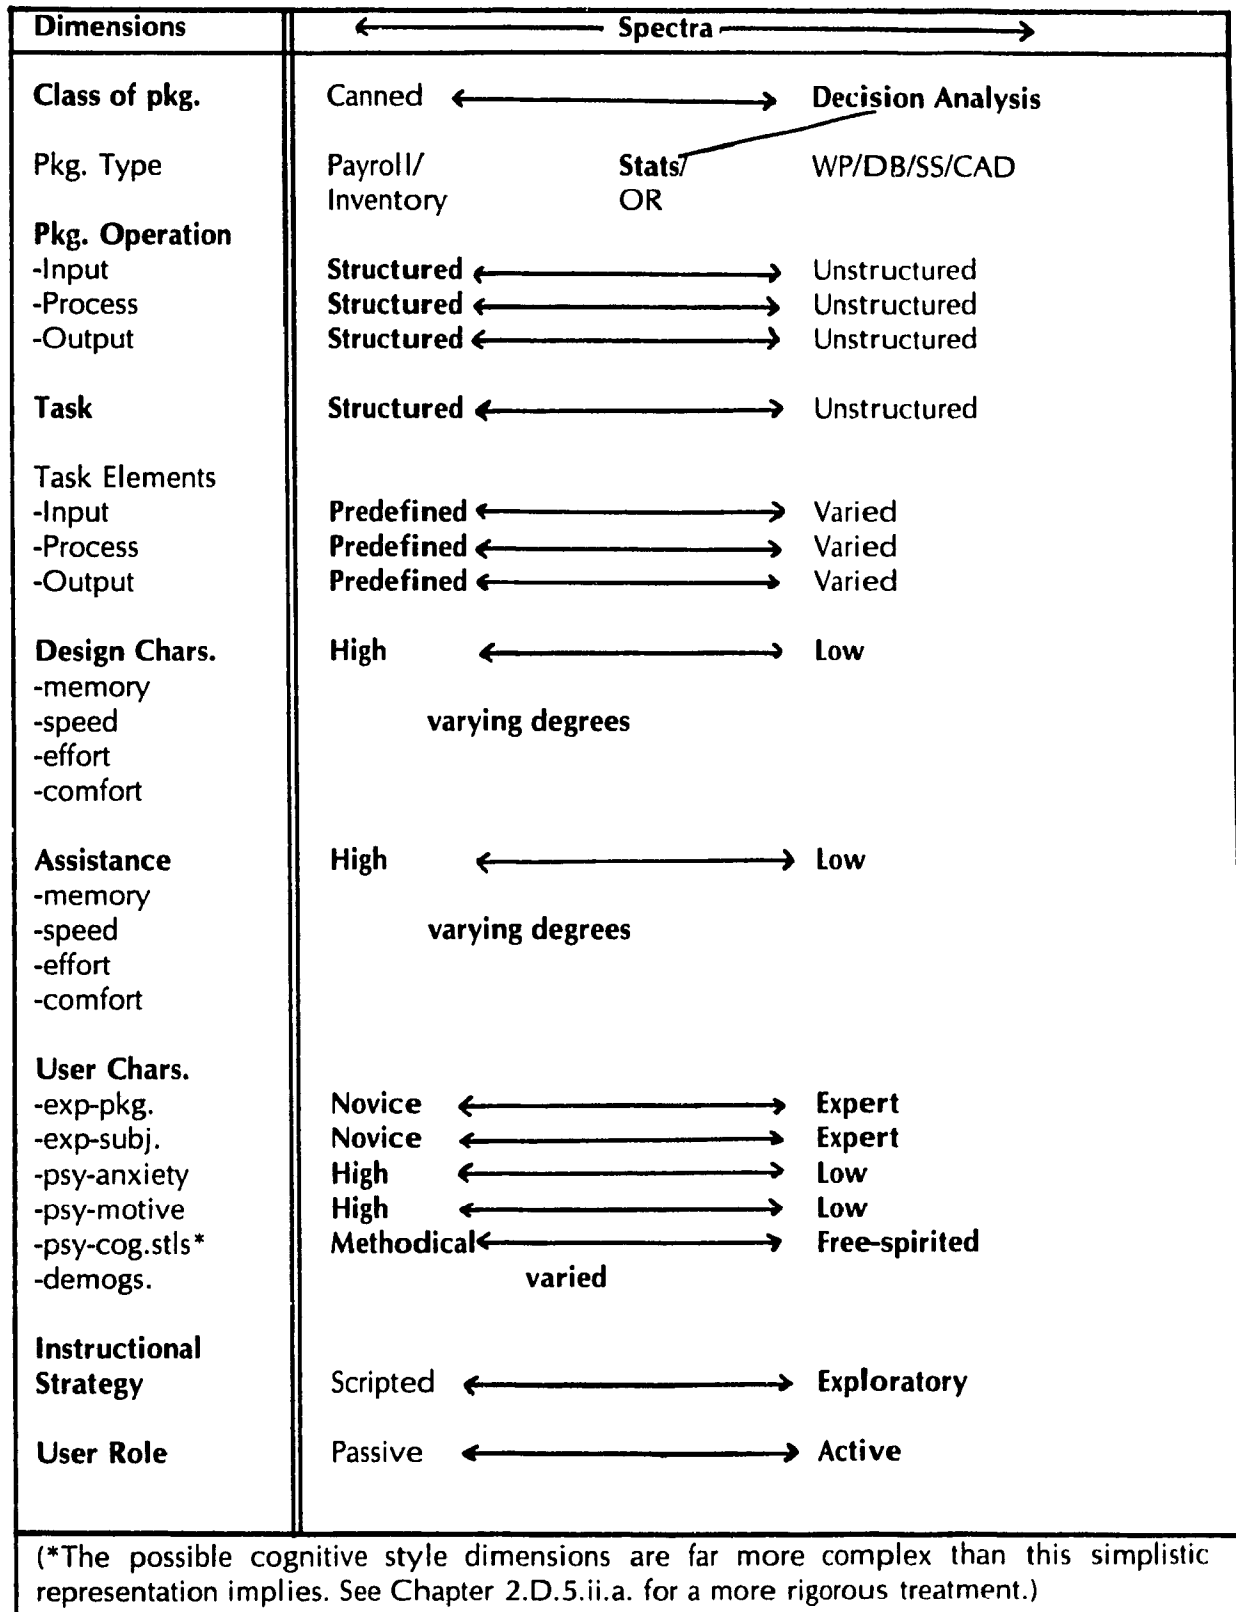 Dimensions Spectra
Class of pkg. Canned Decision Analysis
Pkg. Type Payroll/ Stats/ WP/DB/SS/CAD
Inventory OR
Pkg. Operation
-Input Structured Unstructured
-Process Structured Unstructured
-Output Structured Unstructured
Task Structured Unstructured
Task Elements
-Input Predefined Varied
-Process Predefined Varied
-Output Predefined Varied
Design Chars. High Low
-memory
-speed varying degrees
-effort
-comfort
Assistance High Low
-memory
-speed varying degrees
-effort
-comfort
User Chars.
-exp-pkg. Novice Expert
-exp-subj. Novice Expert
-psy-anxiety High Low
-psy-motive High Low
-psy-cog.stls* Methodical Free-spirited
-demogs. varied
Instructional
Strategy Scripted Exploratory
User Role Passive Active
(*The possible cognitive style dimensions are far more complex than this simplistic
representation implies. See Chapter 2.D.5.ii.a. for a more rigorous treatment.)